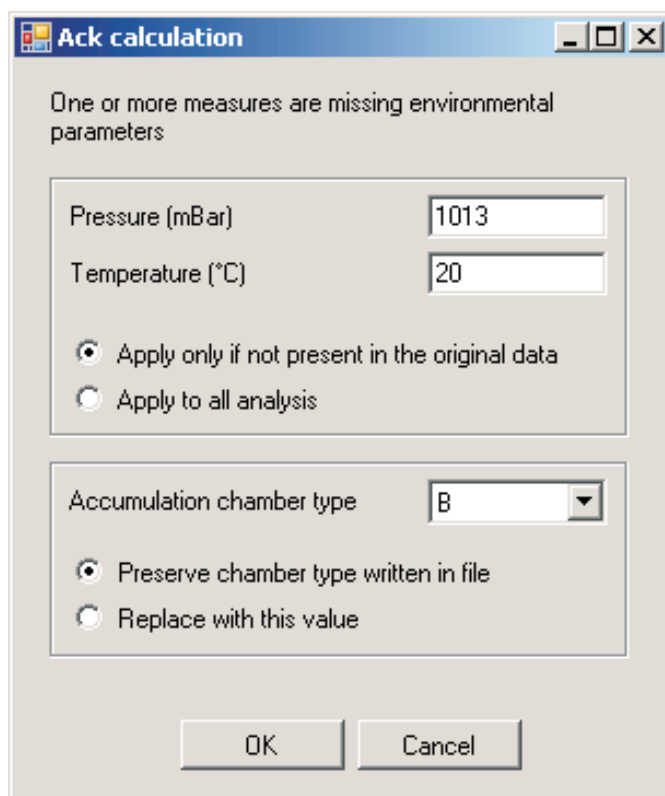 Ack calculation
One or more measures are missing environmental
parameters
Pressure (mBar) 1013
Temperature (°C) 20
Apply only if not present in the original data
Apply to all analysis
Accumulation chamber type B
Preserve chamber type written in file
Replace with this value
OK Cancel